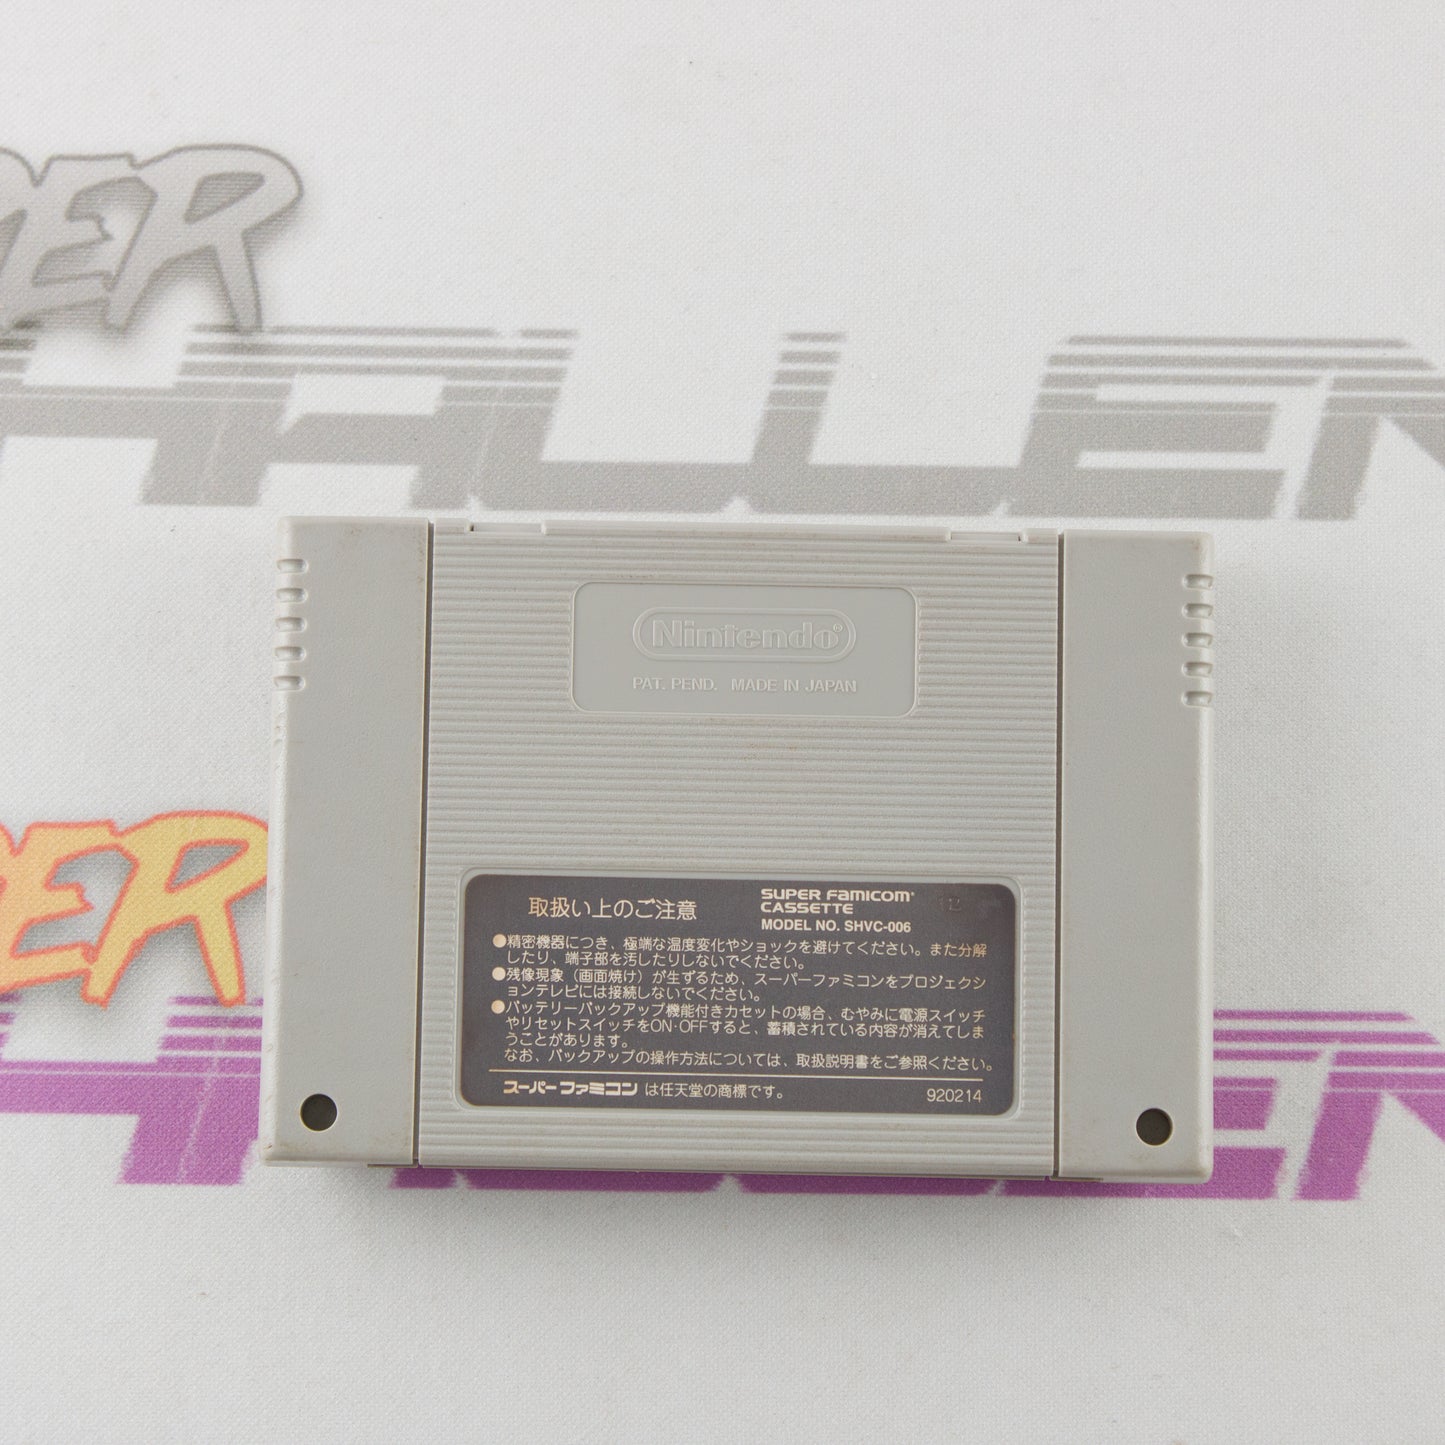 PER
CHALLEN
Nintendo®
PAT. PEND. MADE IN JAPAN
取扱い上のご注意
SUPER FAMICOM®
CASSETTE
MODEL NO. SHVC-006
●精密機器につき、極端な温度変化やショックを避けてください。また分解
したり、端子部を汚したりしないでください。
●残像現象（画面焼け）が生ずるため、スーパーファミコンをプロジェクシ
ョンテレビには接続しないでください。
●バッテリーバックアップ機能付きカセットの場合、むやみに電源スイッチ
やリセットスイッチをON・OFFすると、蓄積されている内容が消えてしま
うことがあります。
なお、バックアップの操作方法については、取扱説明書をご参照ください。
スーパーファミコン は任天堂の商標です。
920214